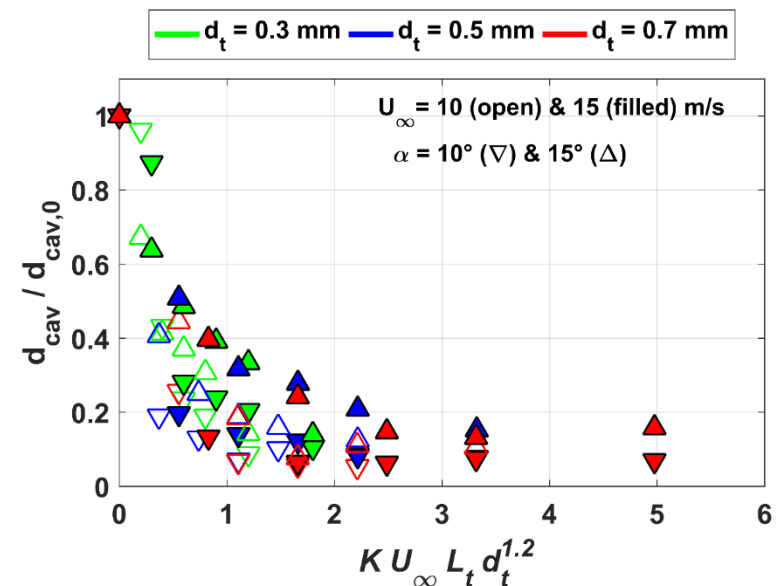 d_t = 0.3 mm d_t = 0.5 mm d_t = 0.7 mm
U_∞ = 10 (open) & 15 (filled) m/s
α = 10° (∇) & 15° (Δ)
1
0.8
0.6
0.4
0.2
0
0 1 2 3 4 5 6
d_cav / d_cav,0
K U_∞ L_t d_t^1.2